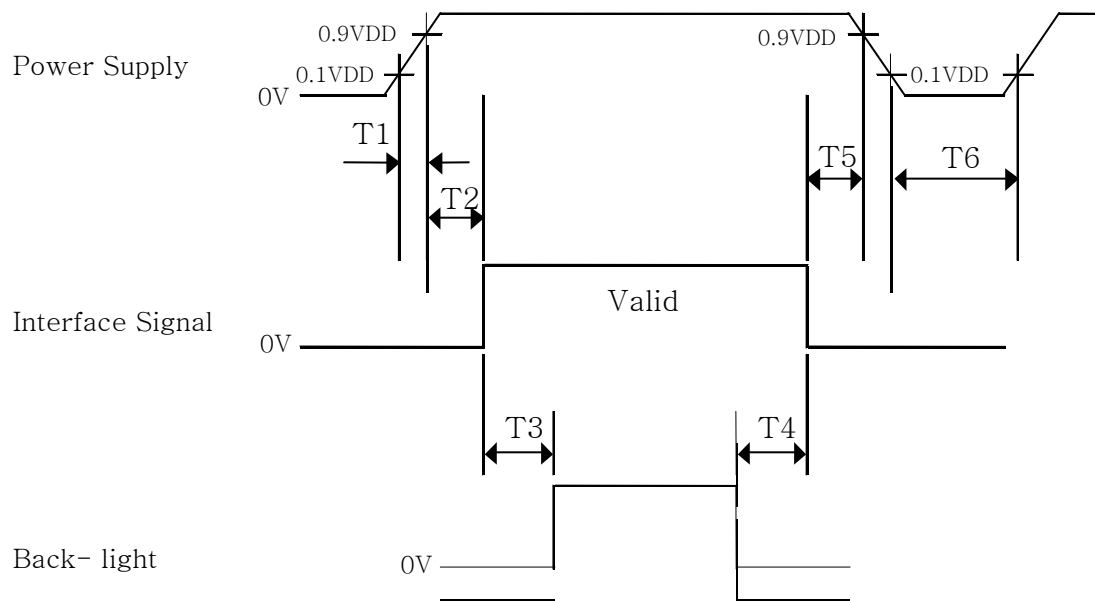 0.9VDD
0.9VDD
Power Supply
0.1VDD
0.1VDD
0V
T1
T5
T6
T2
Valid
Interface Signal
0V
T3
T4
Back- light
0V